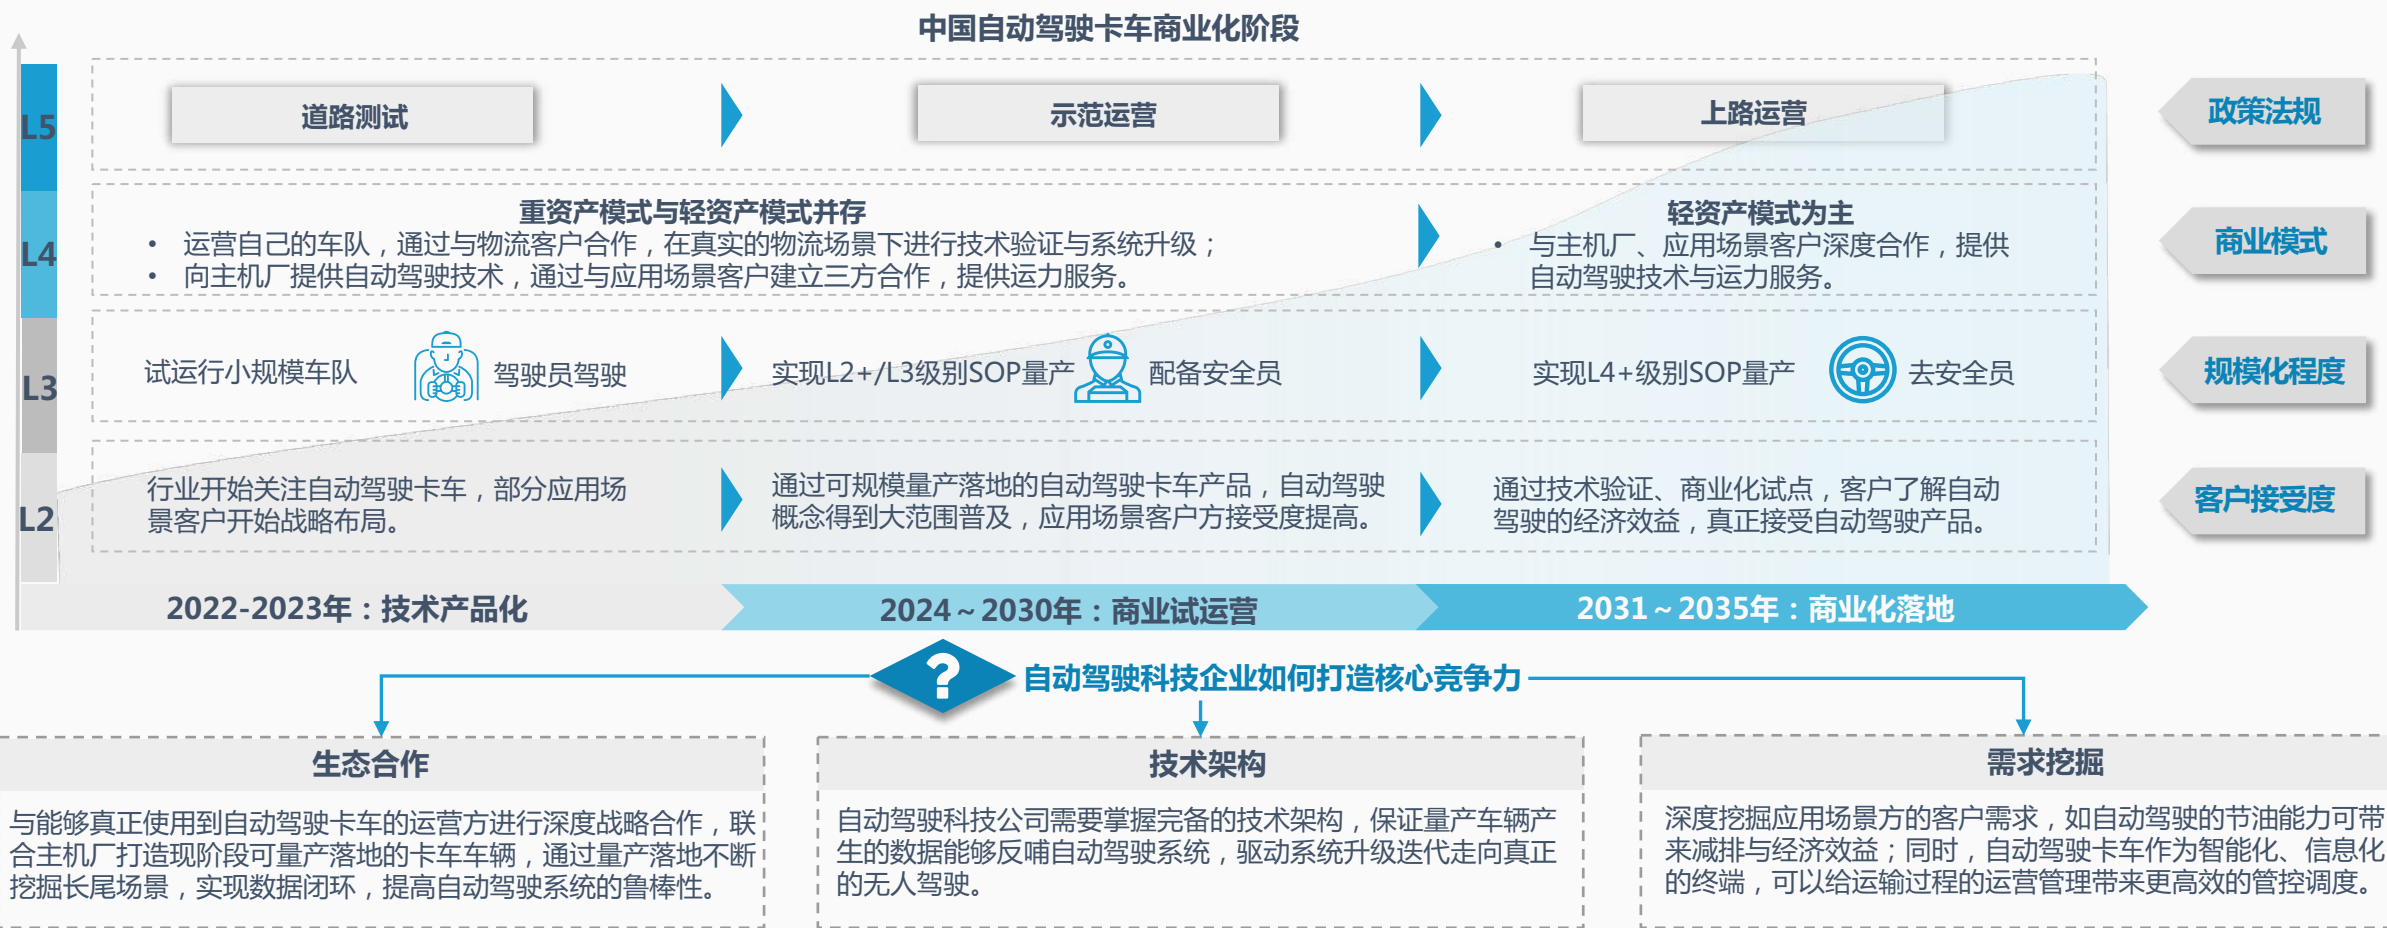 中国自动驾驶卡车商业化阶段
L5
道路测试
示范运营
上路运营
政策法规
L4
重资产模式与轻资产模式并存
• 运营自己的车队，通过与物流客户合作，在真实的物流场景下进行技术验证与系统升级；
• 向主机厂提供自动驾驶技术，通过与应用场景客户建立三方合作，提供运力服务。
轻资产模式为主
• 与主机厂、应用场景客户深度合作，提供
自动驾驶技术与运力服务。
商业模式
L3
试运行小规模车队
驾驶员驾驶
实现L2+/L3级别SOP量产
配备安全员
实现L4+级别SOP量产
去安全员
规模化程度
L2
行业开始关注自动驾驶卡车，部分应用场
景客户开始战略布局。
通过可规模量产落地的自动驾驶卡车产品，自动驾驶
概念得到大范围普及，应用场景客户方接受度提高。
通过技术验证、商业化试点，客户了解自动
驾驶的经济效益，真正接受自动驾驶产品。
客户接受度
2022-2023年：技术产品化
2024～2030年：商业试运营
2031～2035年：商业化落地
?
自动驾驶科技企业如何打造核心竞争力
生态合作
与能够真正使用到自动驾驶卡车的运营方进行深度战略合作，联
合主机厂打造现阶段可量产落地的卡车车辆，通过量产落地不断
挖掘长尾场景，实现数据闭环，提高自动驾驶系统的鲁棒性。
技术架构
自动驾驶科技公司需要掌握完备的技术架构，保证量产车辆产
生的数据能够反哺自动驾驶系统，驱动系统升级迭代走向真正
的无人驾驶。
需求挖掘
深度挖掘应用场景方的客户需求，如自动驾驶的节油能力可带
来减排与经济效益；同时，自动驾驶卡车作为智能化、信息化
的终端，可以给运输过程的运营管理带来更高效的管控调度。